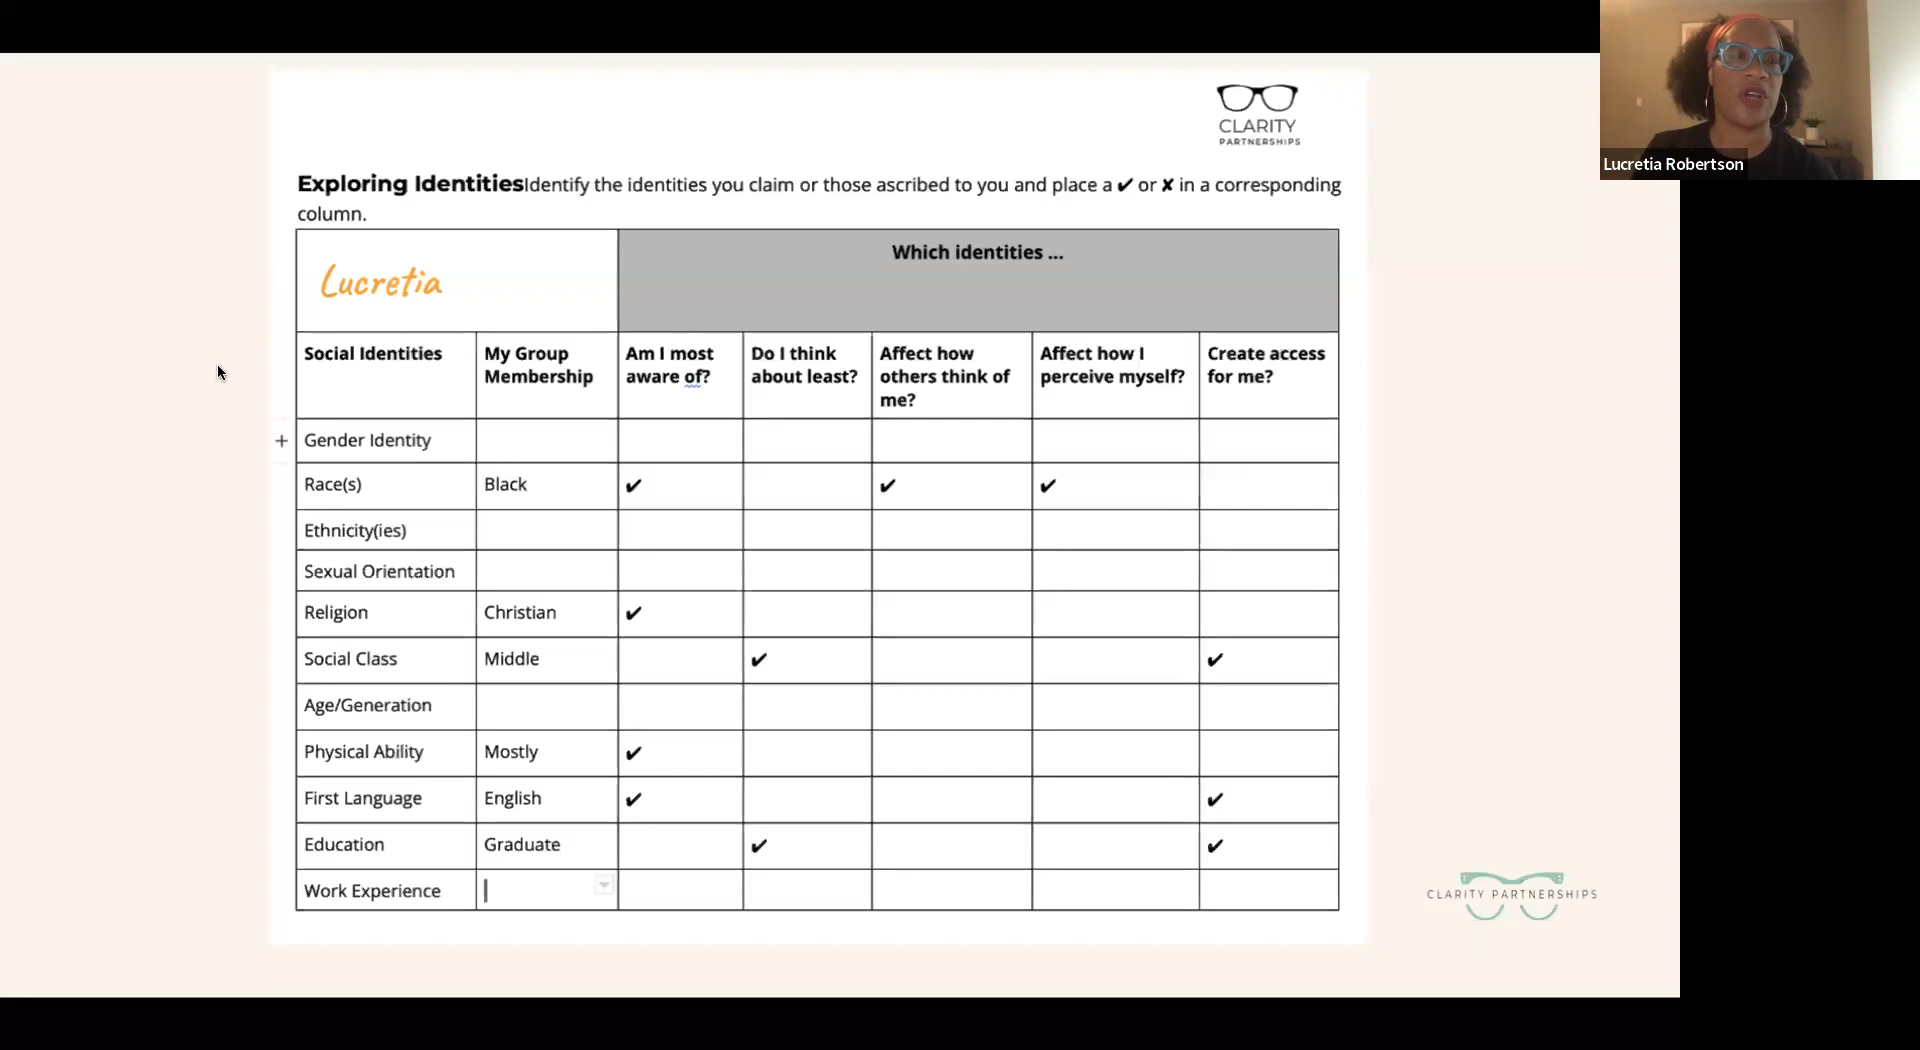 CLARITY
PARTNERSHIPS
Lucretia Robertson
Exploring IdentitiesIdentify the identities you claim or those ascribed to you and place a ✔ or ✘ in a corresponding
column.
Lucretia
Which identities ...
Social Identities
My Group
Membership
Am I most
aware of?
Do I think
about least?
Affect how
others think of
me?
Affect how I
perceive myself?
Create access
for me?
+ Gender Identity
Race(s) Black ✔ ✔ ✔
Ethnicity(ies)
Sexual Orientation
Religion Christian ✔
Social Class Middle ✔ ✔
Age/Generation
Physical Ability Mostly ✔
First Language English ✔ ✔
Education Graduate ✔ ✔
Work Experience
CLARITY PARTNERSHIPS